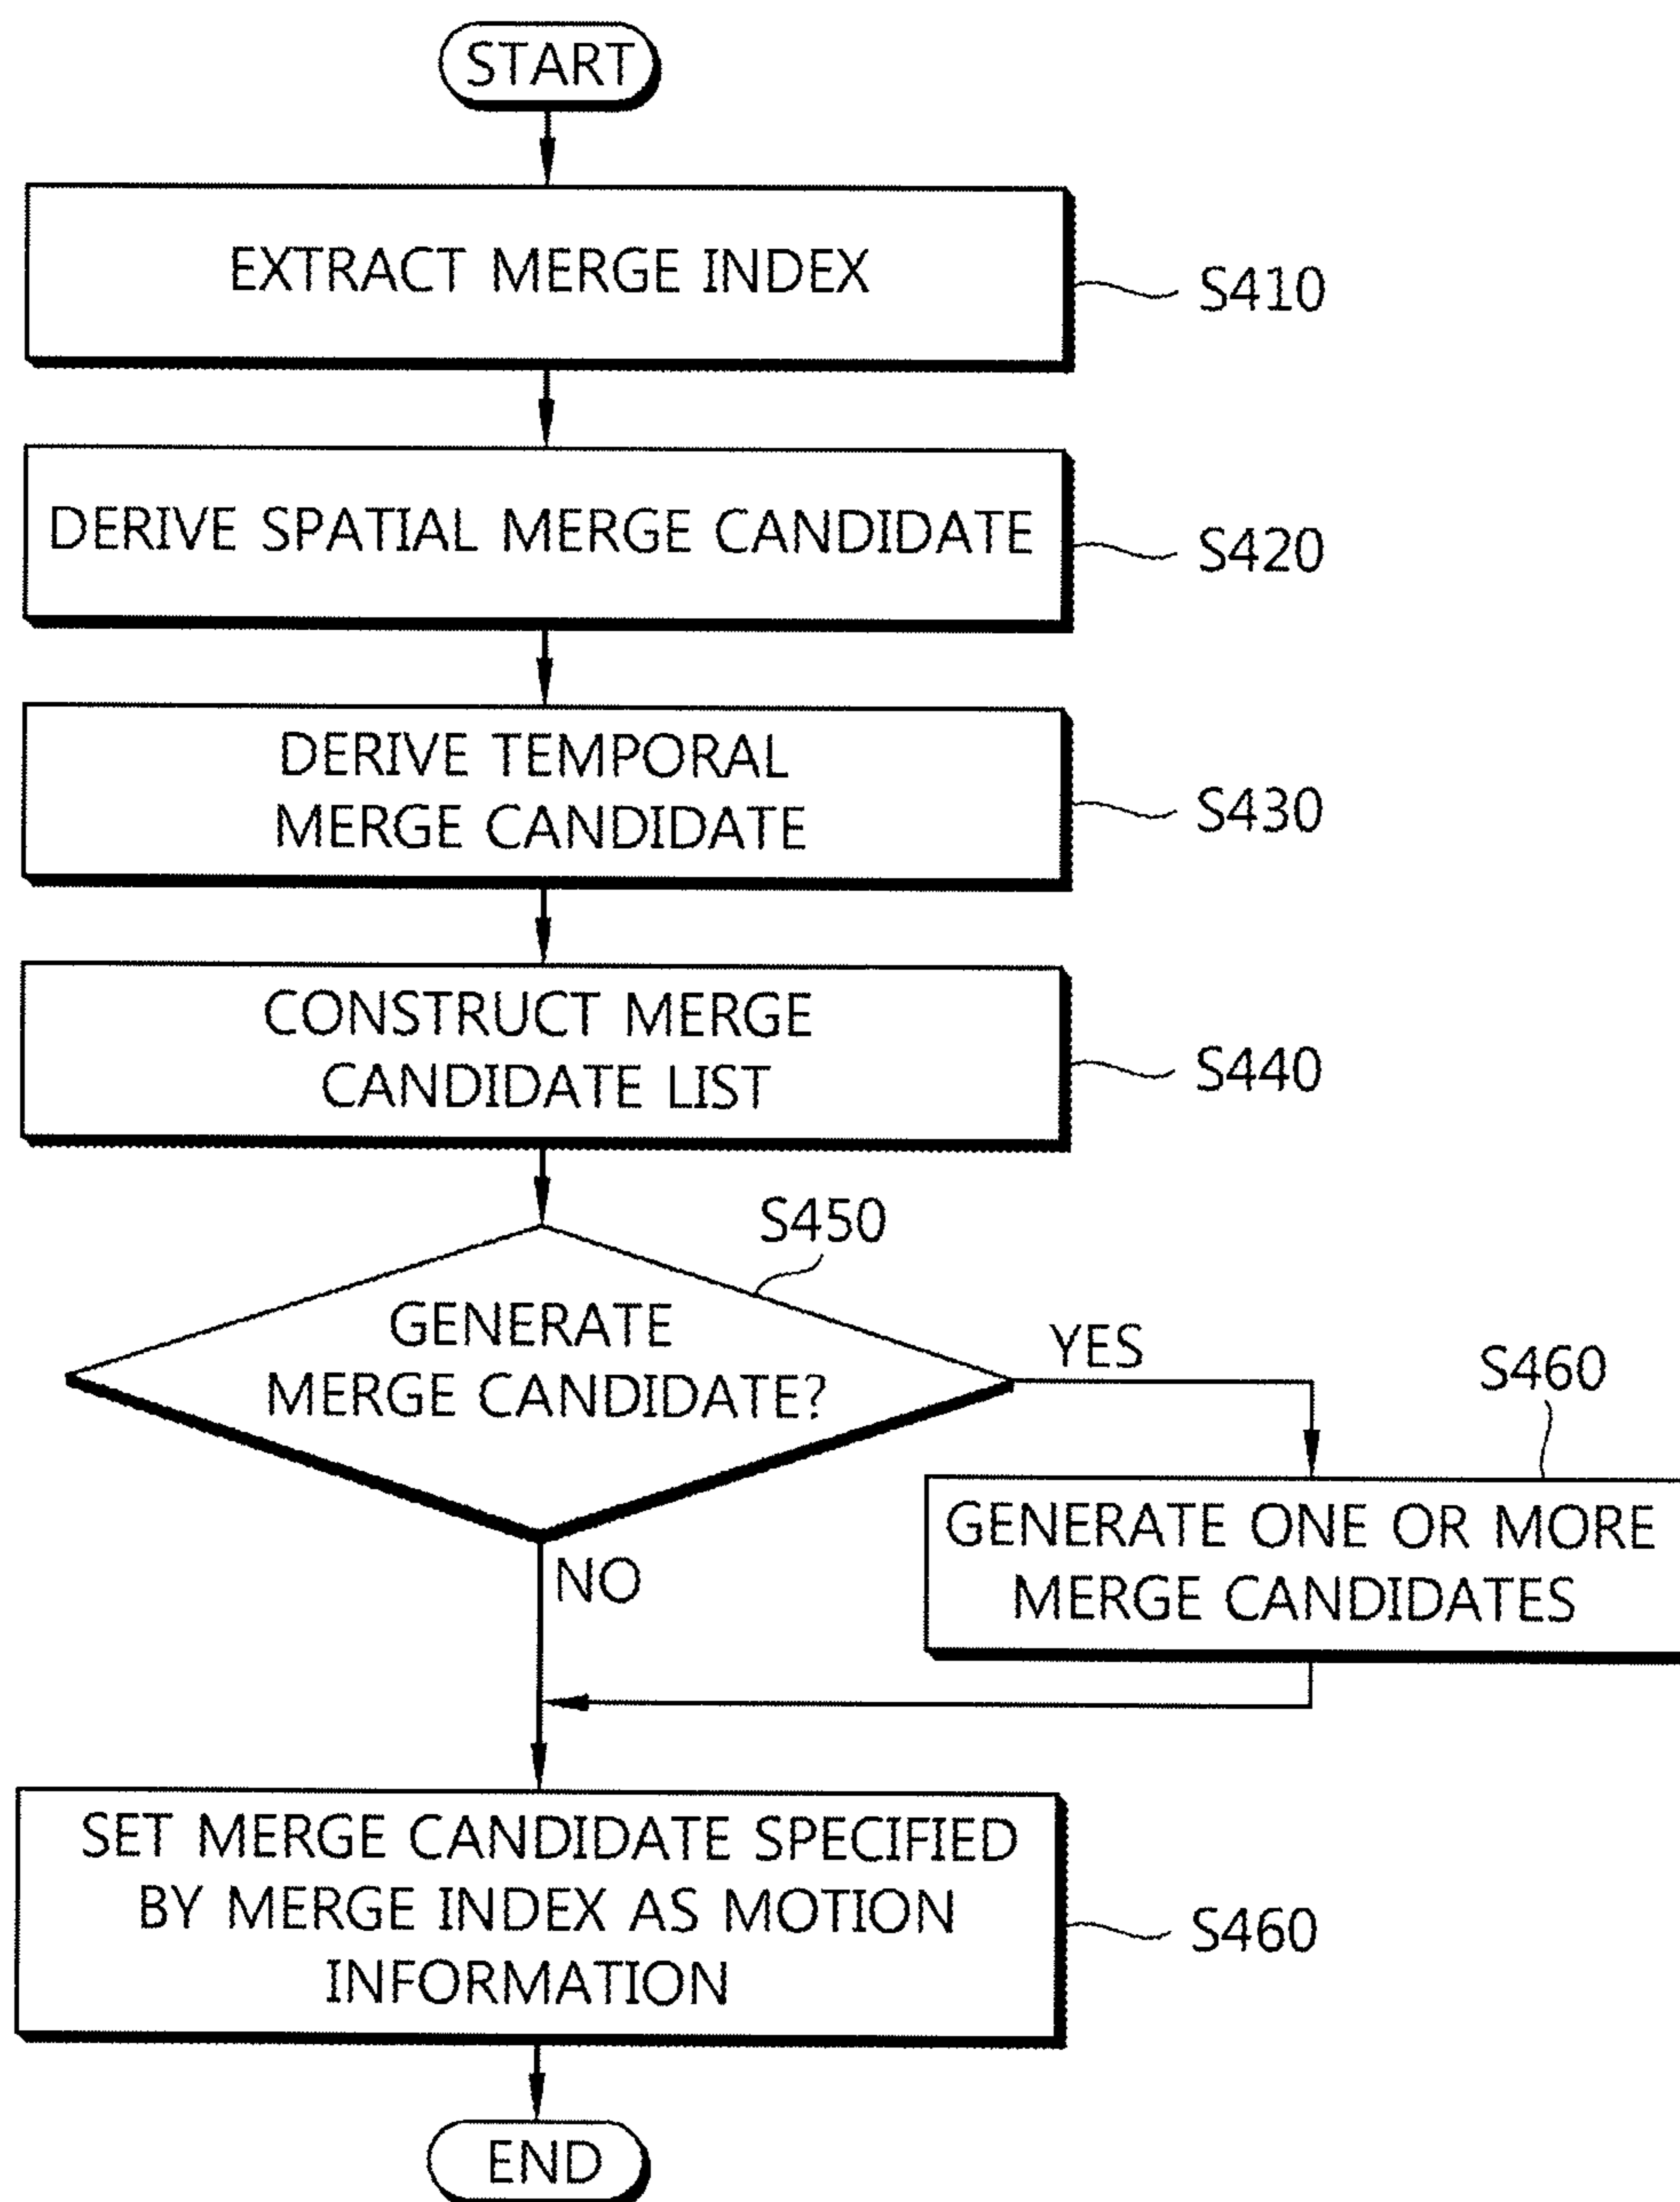 START
EXTRACT MERGE INDEX
S410
DERIVE SPATIAL MERGE CANDIDATE
S420
DERIVE TEMPORAL
MERGE CANDIDATE
S430
CONSTRUCT MERGE
CANDIDATE LIST
S440
S450
GENERATE
MERGE CANDIDATE?
YES
S460
GENERATE ONE OR MORE
MERGE CANDIDATES
NO
SET MERGE CANDIDATE SPECIFIED
BY MERGE INDEX AS MOTION
INFORMATION
S460
END